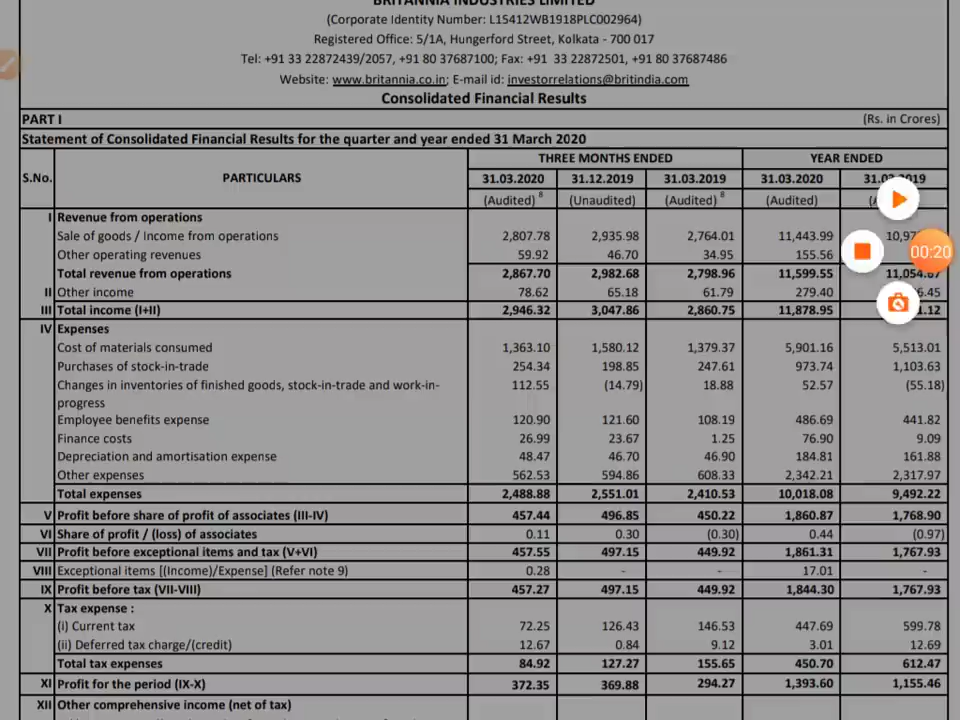 BRITANNIA INDUSTRIES LIMITED
(Corporate Identity Number: L15412WB1918PLC002964)
Registered Office: 5/1A, Hungerford Street, Kolkata - 700 017
Tel: +91 33 22872439/2057, +91 80 37687100; Fax: +91 33 22872501, +91 80 37687486
Website: www.britannia.co.in; E-mail id: investorrelations@britindia.com
Consolidated Financial Results
PART I (Rs. in Crores)
Statement of Consolidated Financial Results for the quarter and year ended 31 March 2020
THREE MONTHS ENDED YEAR ENDED
S.No. PARTICULARS 31.03.2020 31.12.2019 31.03.2019 31.03.2020
(Audited) 8 (Unaudited) (Audited) 8 (Audited)
I Revenue from operations
Sale of goods / Income from operations 2,807.78 2,935.98 2,764.01 11,443.99
Other operating revenues 59.92 46.70 34.95 155.56 00:20
Total revenue from operations 2,867.70 2,982.68 2,798.96 11,599.55 11,054.67
II Other income 78.62 65.18 61.79 279.40
III Total income (I+II) 2,946.32 3,047.86 2,860.75 11,878.95
IV Expenses
Cost of materials consumed 1,363.10 1,580.12 1,379.37 5,901.16 5,513.01
Purchases of stock-in-trade 254.34 198.85 247.61 973.74 1,103.63
Changes in inventories of finished goods, stock-in-trade and work-in- 112.55 (14.79) 18.88 52.57 (55.18)
progress
Employee benefits expense 120.90 121.60 108.19 486.69 441.82
Finance costs 26.99 23.67 1.25 76.90 9.09
Depreciation and amortisation expense 48.47 46.70 46.90 184.81 161.88
Other expenses 562.53 594.86 608.33 2,342.21 2,317.97
Total expenses 2,488.88 2,551.01 2,410.53 10,018.08 9,492.22
V Profit before share of profit of associates (III-IV) 457.44 496.85 450.22 1,860.87 1,768.90
VI Share of profit / (loss) of associates 0.11 0.30 (0.30) 0.44 (0.97)
VII Profit before exceptional items and tax (V+VI) 457.55 497.15 449.92 1,861.31 1,767.93
VIII Exceptional items [(Income)/Expense] (Refer note 9) 0.28 - - 17.01 -
IX Profit before tax (VII-VIII) 457.27 497.15 449.92 1,844.30 1,767.93
X Tax expense :
(i) Current tax 72.25 126.43 146.53 447.69 599.78
(ii) Deferred tax charge/(credit) 12.67 0.84 9.12 3.01 12.69
Total tax expenses 84.92 127.27 155.65 450.70 612.47
XI Profit for the period (IX-X) 372.35 369.88 294.27 1,393.60 1,155.46
XII Other comprehensive income (net of tax)